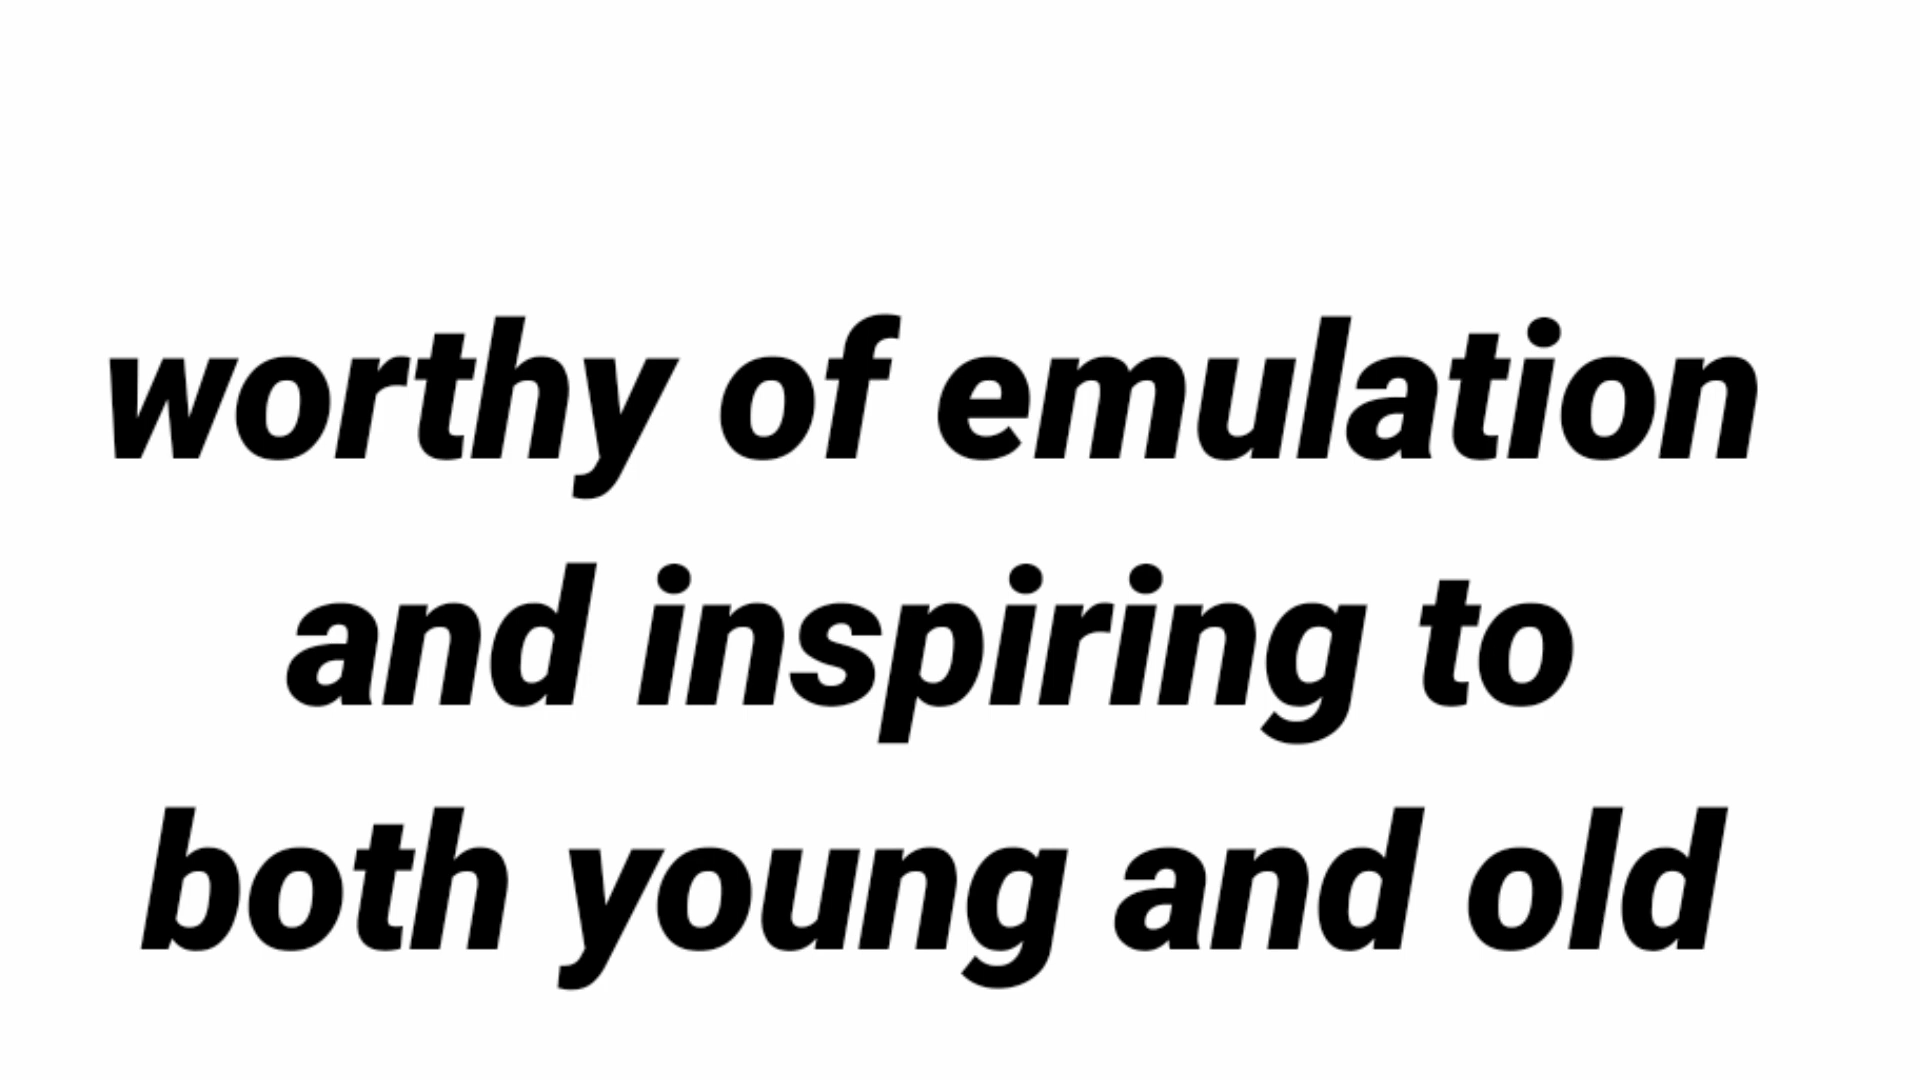 worthy of emulation
and inspiring to
both young and old